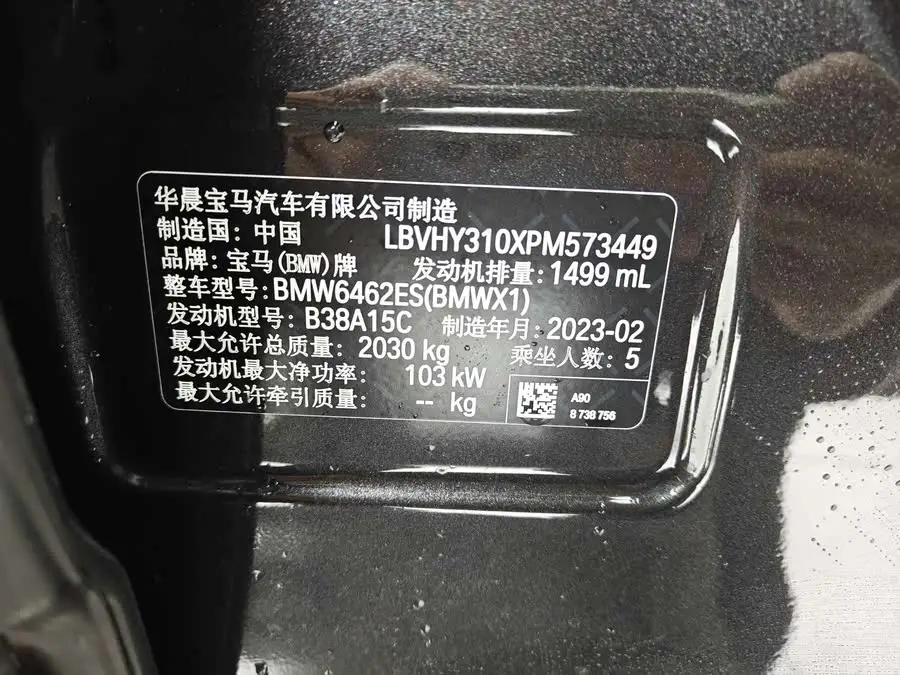 华晨宝马汽车有限公司制造
制造国: 中国 LBVHY310XPM573449
品牌: 宝马(BMW)牌 发动机排量: 1499 mL
整车型号: BMW6462ES(BMWX1)
发动机型号: B38A15C 制造年月: 2023-02
最大允许总质量: 2030 kg 乘坐人数: 5
发动机最大净功率: 103 kW
最大允许牵引质量: -- kg
A90
8 738 756